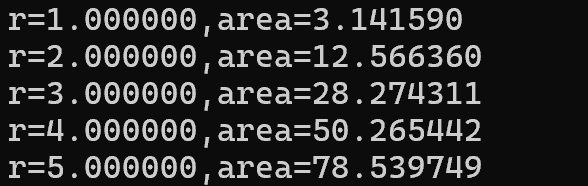 r=1.000000,area=3.141590
r=2.000000,area=12.566360
r=3.000000,area=28.274311
r=4.000000,area=50.265442
r=5.000000,area=78.539749